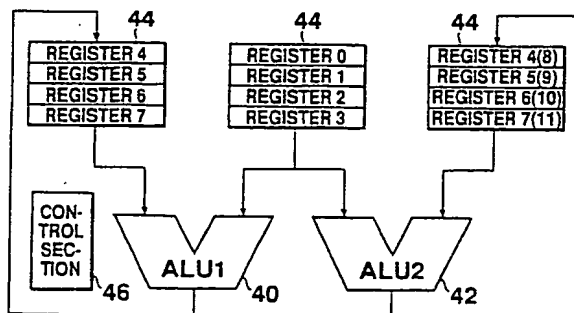 44
44
44
REGISTER 4
REGISTER 5
REGISTER 6
REGISTER 7
REGISTER 0
REGISTER 1
REGISTER 2
REGISTER 3
REGISTER 4(8)
REGISTER 5(9)
REGISTER 6(10)
REGISTER 7(11)
CON-
TROL
SEC-
TION
46
ALU1
40
ALU2
42